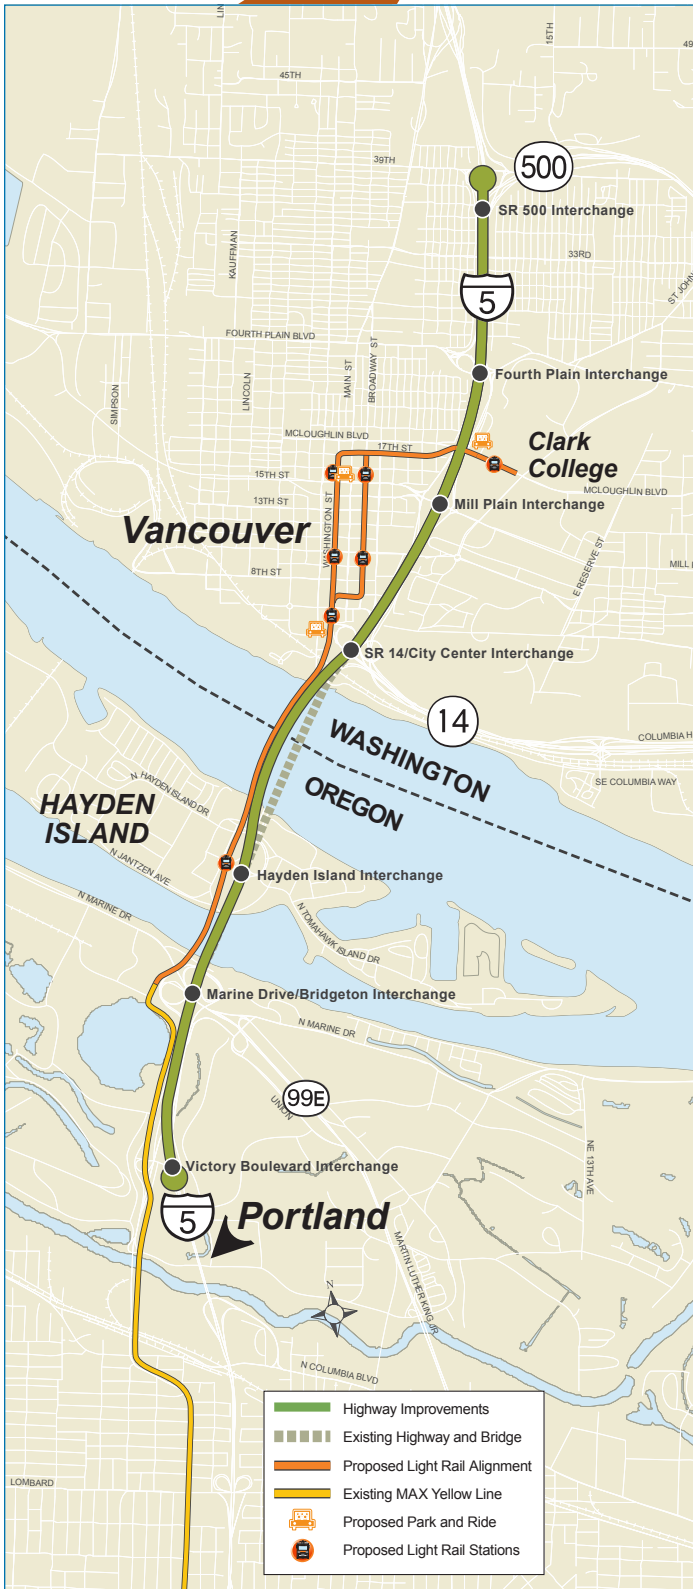 LIN
15TH
49
45TH
39TH
500
SR 500 Interchange
KAUFFMAN
33RD
ST JOHN
5
FOURTH PLAIN BLVD
MAIN ST
BROADWAY ST
Fourth Plain Interchange
SIMPSON
LINCOLN
MCLOUGHLIN BLVD
17TH ST
Clark
College
15TH ST
MCLOUGHLIN BLVD
13TH ST
WASHINGTON ST
Mill Plain Interchange
Vancouver
E RESERVE ST
8TH ST
MILL
SR 14/City Center Interchange
14
WASHINGTON
COLUMBIA H
SE COLUMBIA WAY
OREGON
N HAYDEN ISLAND DR
HAYDEN
ISLAND
N JANTZEN AVE
Hayden Island Interchange
N MARINE DR
N TOMAHAWK ISLAND DR
Marine Drive/Bridgeton Interchange
N MARINE DR
99E
UNION
NE 13TH AVE
Victory Boulevard Interchange
5
Portland
MARTIN LUTHER KING JR
N
N COLUMBIA BLVD
LOMBARD
Highway Improvements
Existing Highway and Bridge
Proposed Light Rail Alignment
Existing MAX Yellow Line
Proposed Park and Ride
Proposed Light Rail Stations